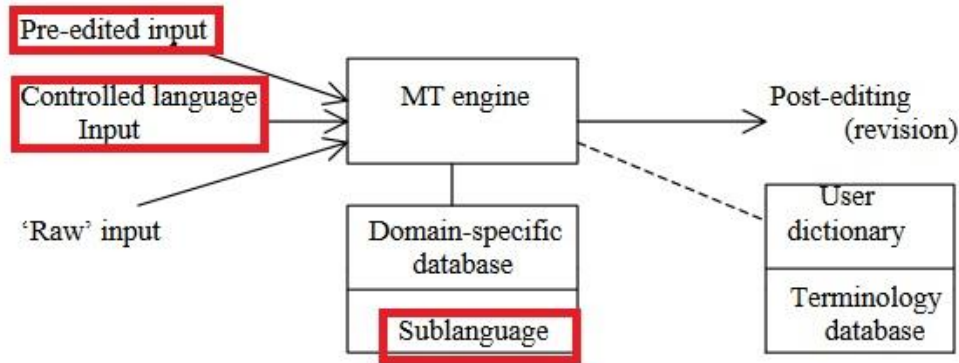 Pre-edited input
Controlled language
Input
‘Raw’ input
MT engine
Domain-specific
database
Sublanguage
Post-editing
(revision)
User
dictionary
Terminology
database